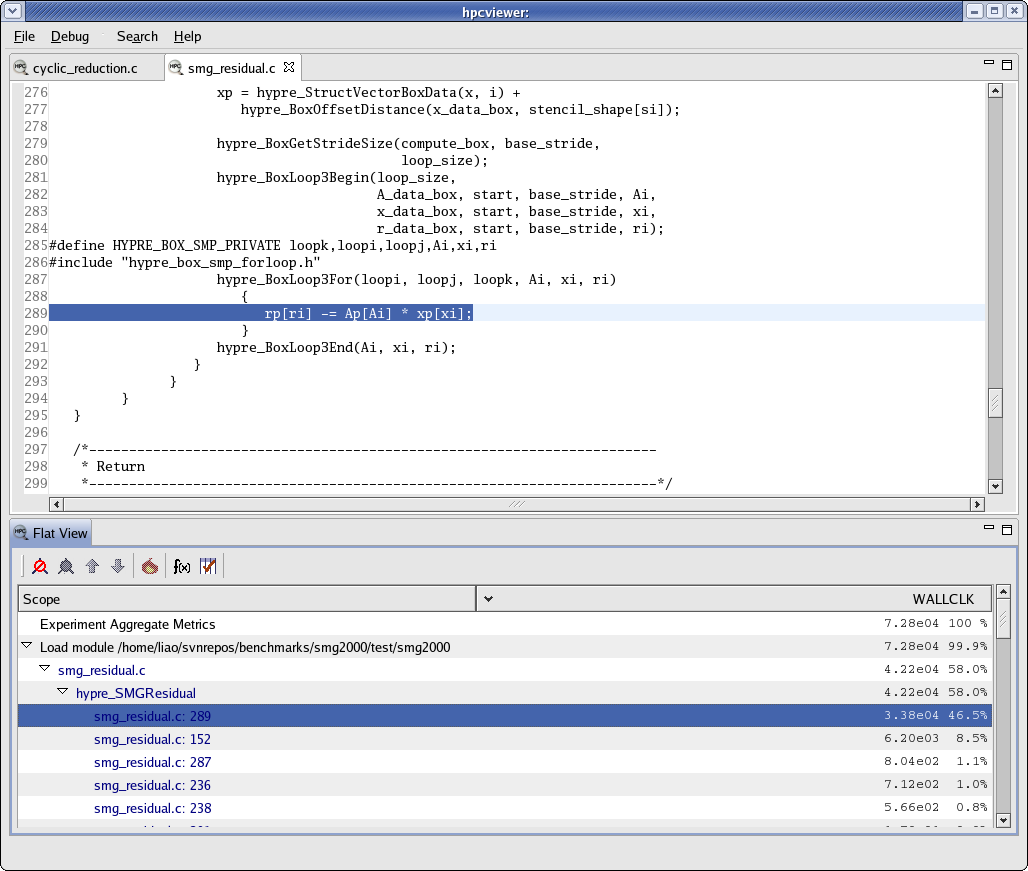 hpcviewer:
File Debug Search Help
cyclic_reduction.c smg_residual.c
276 xp = hypre_StructVectorBoxData(x, i) +
277 hypre_BoxOffsetDistance(x_data_box, stencil_shape[si]);
278
279 hypre_BoxGetStrideSize(compute_box, base_stride,
280 loop_size);
281 hypre_BoxLoop3Begin(loop_size,
282 A_data_box, start, base_stride, Ai,
283 x_data_box, start, base_stride, xi,
284 r_data_box, start, base_stride, ri);
285 #define HYPRE_BOX_SMP_PRIVATE loopk,loopi,loopj,Ai,xi,ri
286 #include "hypre_box_smp_forloop.h"
287 hypre_BoxLoop3For(loopi, loopj, loopk, Ai, xi, ri)
288 {
289 rp[ri] -= Ap[Ai] * xp[xi];
290 }
291 hypre_BoxLoop3End(Ai, xi, ri);
292 }
293 }
294 }
295 }
296
297 /*-----------------------------------------------------------------------
298 * Return
299 *-----------------------------------------------------------------------*/
Flat View
f(x)
Scope WALLCLK
Experiment Aggregate Metrics 7.28e04 100 %
Load module /home/liao/svnrepos/benchmarks/smg2000/test/smg2000 7.28e04 99.9%
smg_residual.c 4.22e04 58.0%
hypre_SMGResidual 4.22e04 58.0%
smg_residual.c: 289 3.38e04 46.5%
smg_residual.c: 152 6.20e03 8.5%
smg_residual.c: 287 8.04e02 1.1%
smg_residual.c: 236 7.12e02 1.0%
smg_residual.c: 238 5.66e02 0.8%